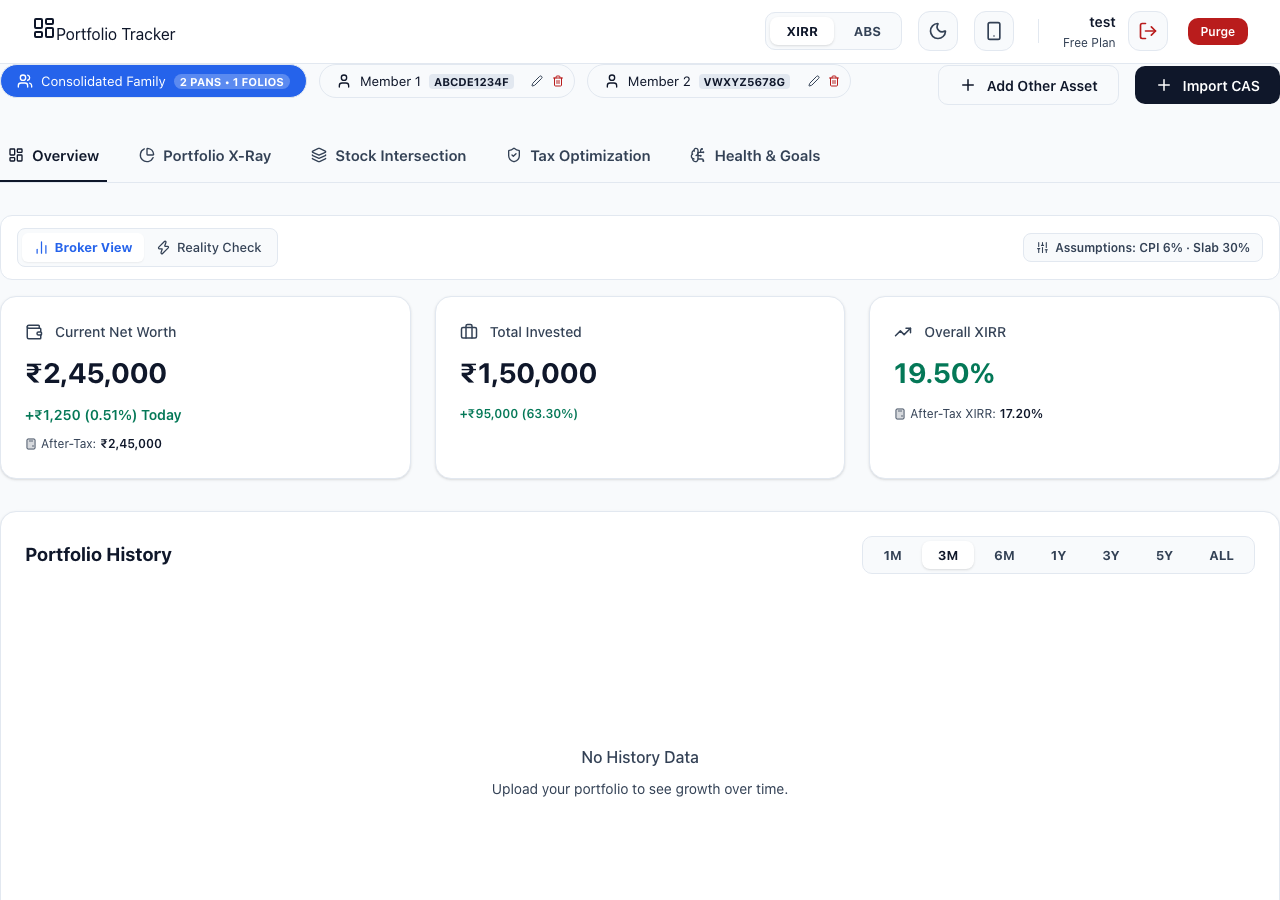 Portfolio Tracker
XIRR ABS
test
Free Plan
Purge
Consolidated Family 2 PANS • 1 FOLIOS
Member 1 ABCDE1234F
Member 2 VWXYZ5678G
Add Other Asset
Import CAS
Overview
Portfolio X-Ray
Stock Intersection
Tax Optimization
Health & Goals
Broker View
Reality Check
Assumptions: CPI 6% · Slab 30%
Current Net Worth
₹2,45,000
+₹1,250 (0.51%) Today
After-Tax: ₹2,45,000
Total Invested
₹1,50,000
+₹95,000 (63.30%)
Overall XIRR
19.50%
After-Tax XIRR: 17.20%
Portfolio History
1M 3M 6M 1Y 3Y 5Y ALL
No History Data
Upload your portfolio to see growth over time.